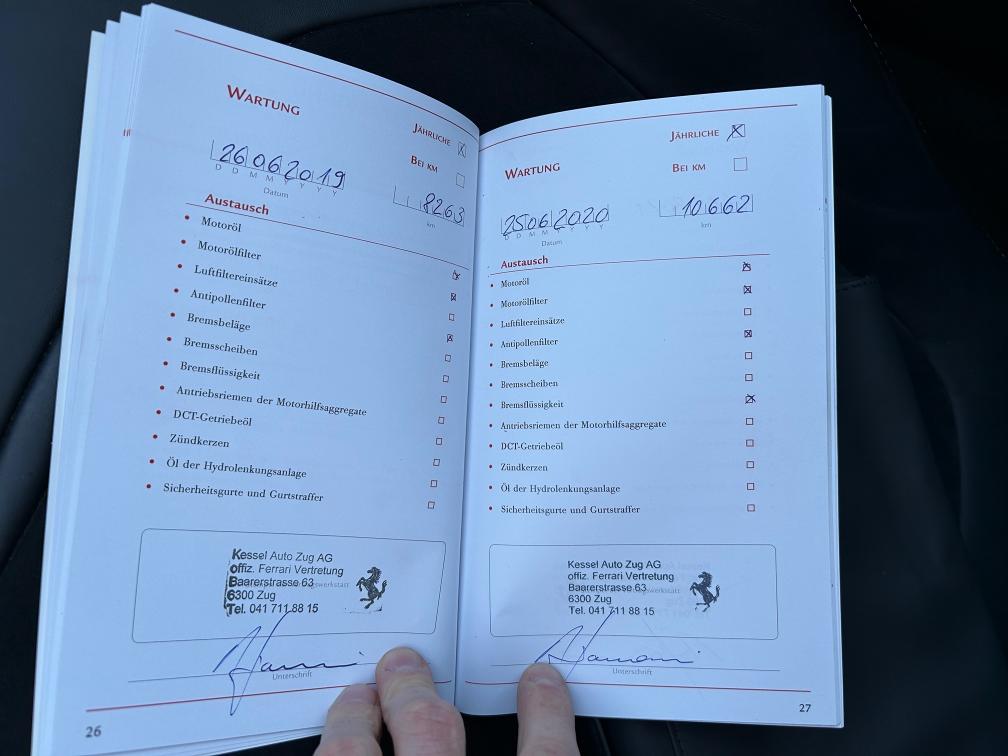 WARTUNG
JÄHRLICHE
BEI KM
26062019
DDMMYYYY
Datum
8263
km
Austausch
Motoröl
Motorölfilter
Luftfiltereinsätze
Antipollenfilter
Bremsbeläge
Bremsscheiben
Bremsflüssigkeit
Antriebsriemen der Motorhilfsaggregate
DCT-Getriebeöl
Zündkerzen
Öl der Hydrolenkungsanlage
Sicherheitsgurte und Gurtstraffer
Kessel Auto Zug AG
offiz. Ferrari Vertretung
Baarerstrasse 63
6300 Zug
Tel. 041 711 88 15
Unterschrift
26
WARTUNG
JÄHRLICHE
BEI KM
25062020
DDMMYYYY
Datum
10662
km
Austausch
Motoröl
Motorölfilter
Luftfiltereinsätze
Antipollenfilter
Bremsbeläge
Bremsscheiben
Bremsflüssigkeit
Antriebsriemen der Motorhilfsaggregate
DCT-Getriebeöl
Zündkerzen
Öl der Hydrolenkungsanlage
Sicherheitsgurte und Gurtstraffer
Kessel Auto Zug AG
offiz. Ferrari Vertretung
Baarerstrasse 63
6300 Zug
Tel. 041 711 88 15
Unterschrift
27